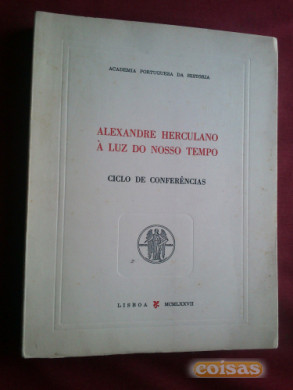 ACADEMIA PORTUGUESA DA HISTÓRIA
ALEXANDRE HERCULANO
À LUZ DO NOSSO TEMPO
CICLO DE CONFERÊNCIAS
LISBOA MCMLXXVII
coisas